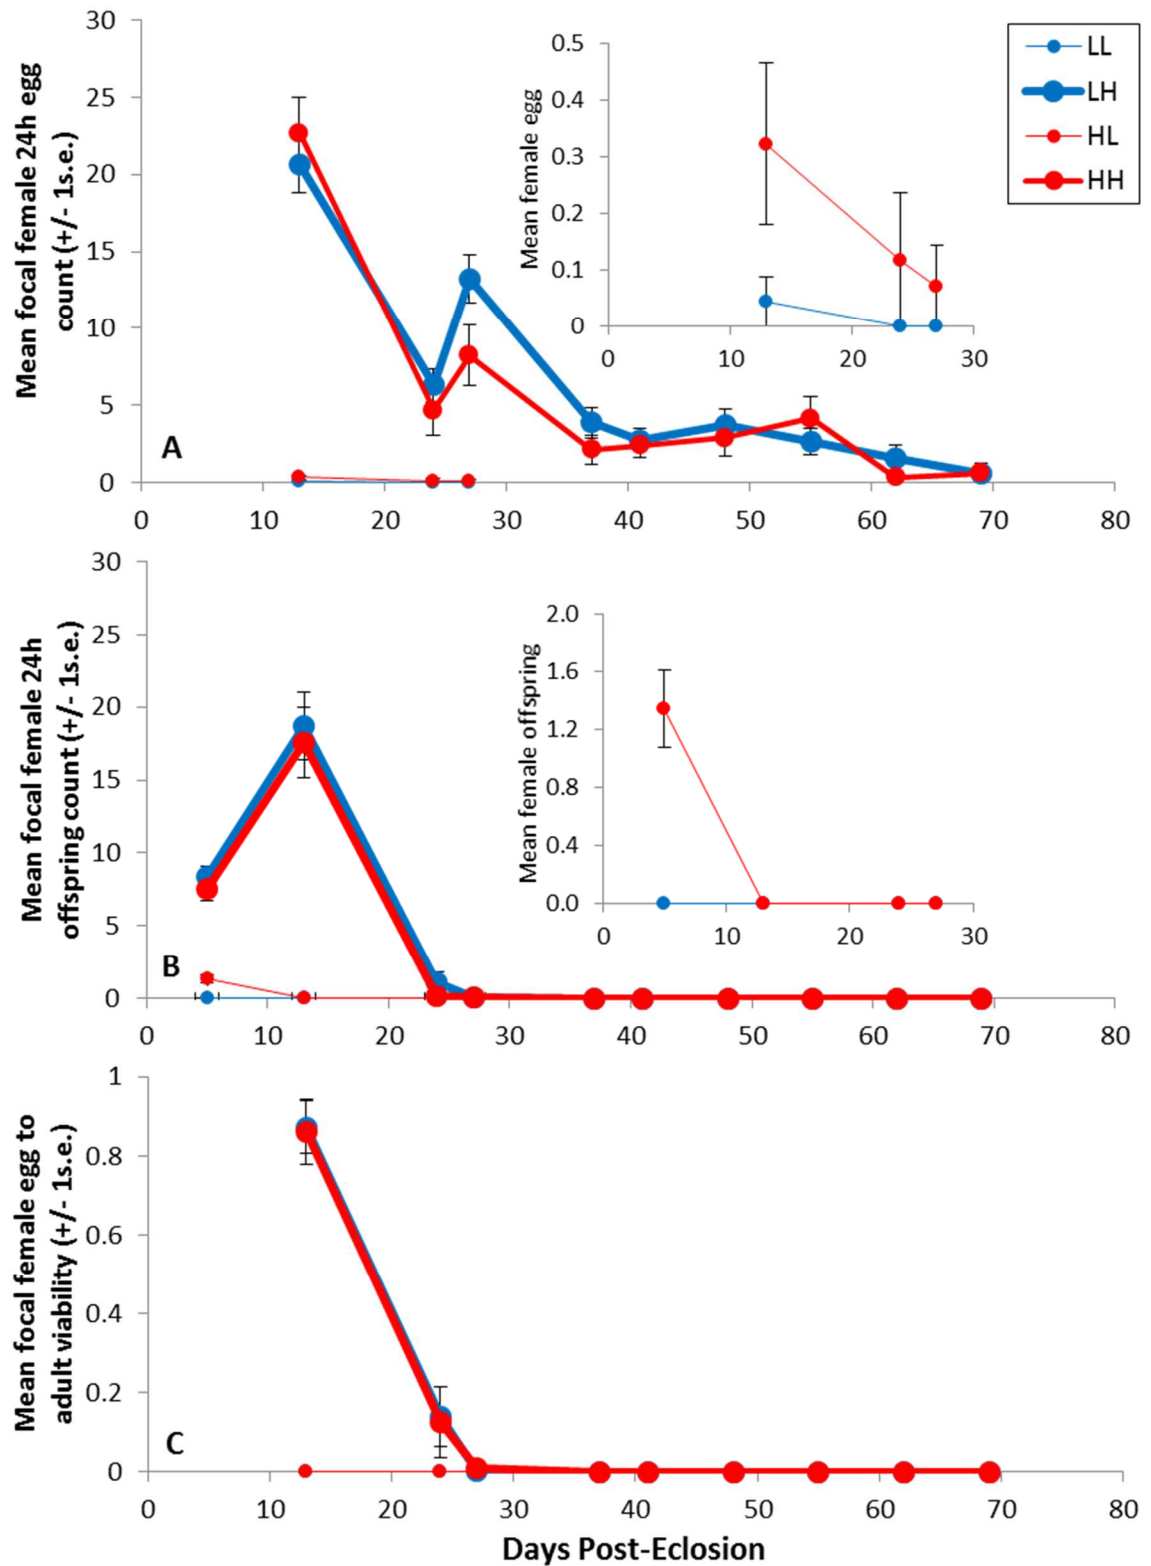 Mean focal female 24h egg
count (+/- 1s.e.)
30
25
20
15
10
5
0
0 10 20 30 40 50 60 70 80
A
Mean female egg
0.5
0.4
0.3
0.2
0.1
0
0 10 20 30
LL
LH
HL
HH
Mean focal female 24h
offspring count (+/- 1s.e.)
30
25
20
15
10
5
0
0 10 20 30 40 50 60 70 80
B
Mean female offspring
2.0
1.6
1.2
0.8
0.4
0.0
0 10 20 30
Mean focal female egg to
adult viability (+/- 1s.e.)
1
0.8
0.6
0.4
0.2
0
0 10 20 30 40 50 60 70 80
C
Days Post-Eclosion